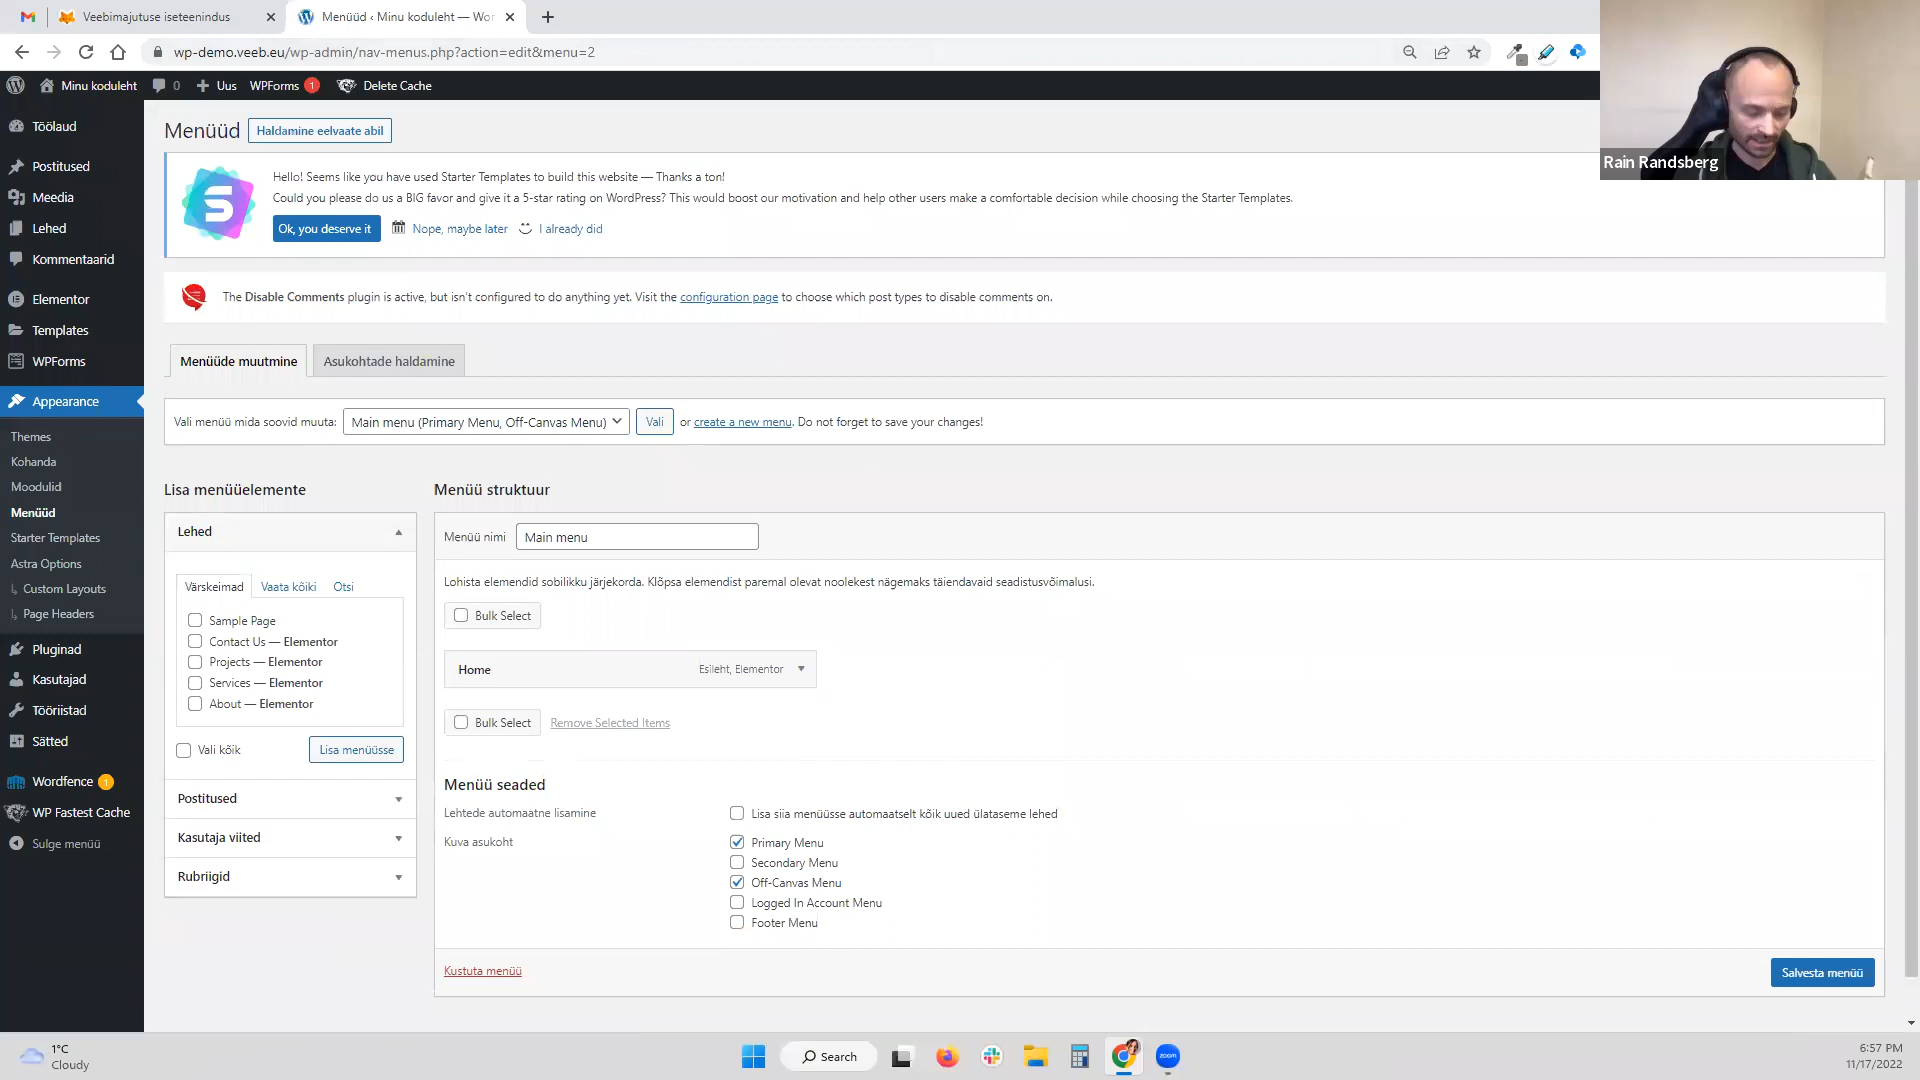 Veebimajutuse iseteenindus
Menüüd ‹ Minu koduleht — Wor
wp-demo.veeb.eu/wp-admin/nav-menus.php?action=edit&menu=2
Minu koduleht
0
Uus
WPForms
1
Delete Cache
Rain Randsberg
Töölaud
Postitused
Meedia
Lehed
Kommentaarid
Elementor
Templates
WPForms
Appearance
Themes
Kohanda
Moodulid
Menüüd
Starter Templates
Astra Options
Custom Layouts
Page Headers
Pluginad
Kasutajad
Tööriistad
Sätted
Wordfence 1
WP Fastest Cache
Sulge menüü
Menüüd
Haldamine eelvaate abil
Hello! Seems like you have used Starter Templates to build this website — Thanks a ton!
Could you please do us a BIG favor and give it a 5-star rating on WordPress? This would boost our motivation and help other users make a comfortable decision while choosing the Starter Templates.
Ok, you deserve it
Nope, maybe later
I already did
The Disable Comments plugin is active, but isn't configured to do anything yet. Visit the configuration page to choose which post types to disable comments on.
Menüüde muutmine
Asukohtade haldamine
Vali menüü mida soovid muuta:
Main menu (Primary Menu, Off-Canvas Menu)
Vali
or create a new menu. Do not forget to save your changes!
Lisa menüüelemente
Lehed
Värskeimad
Vaata kõiki
Otsi
Sample Page
Contact Us — Elementor
Projects — Elementor
Services — Elementor
About — Elementor
Vali kõik
Lisa menüüsse
Postitused
Kasutaja viited
Rubriigid
Menüü struktuur
Menüü nimi
Main menu
Lohista elemendid sobilikku järjekorda. Klõpsa elemendist paremal olevat noolekest nägemaks täiendavaid seadistusvõimalusi.
Bulk Select
Home
Esileht, Elementor
Bulk Select
Remove Selected Items
Menüü seaded
Lehtede automaatne lisamine
Lisa siia menüüsse automaatselt kõik uued ülataseme lehed
Kuva asukoht
Primary Menu
Secondary Menu
Off-Canvas Menu
Logged In Account Menu
Footer Menu
Kustuta menüü
Salvesta menüü
1°C
Cloudy
Search
zoom
6:57 PM
11/17/2022